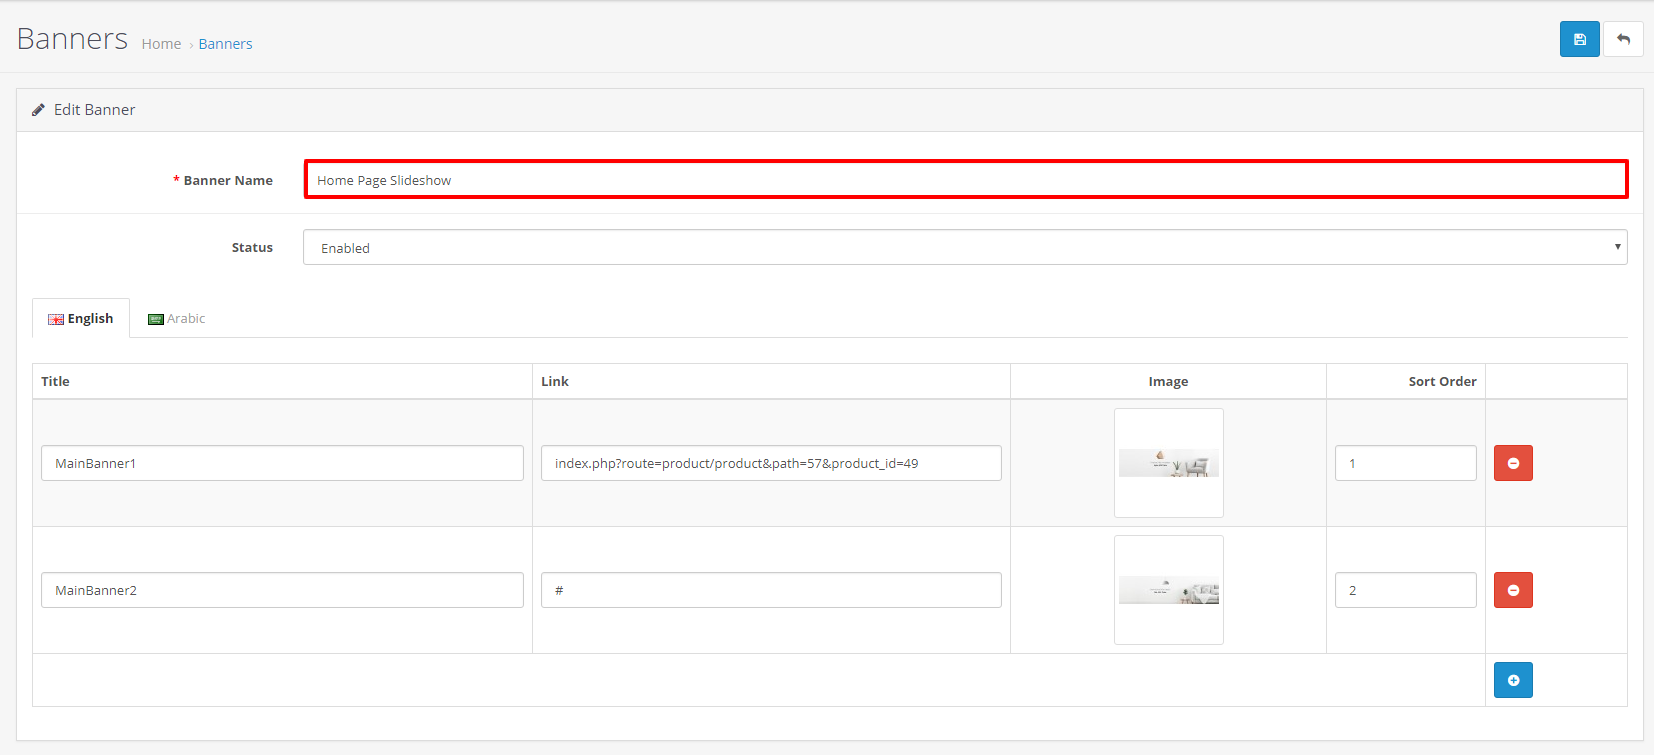 Banners Home › Banners
Edit Banner
* Banner Name Home Page Slideshow
Status Enabled
English Arabic
Title Link Image Sort Order
MainBanner1 index.php?route=product/product&path=57&product_id=49 1
MainBanner2 # 2